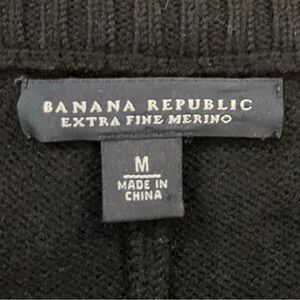 BANANA REPUBLIC
EXTRA FINE MERINO
M
MADE IN
CHINA